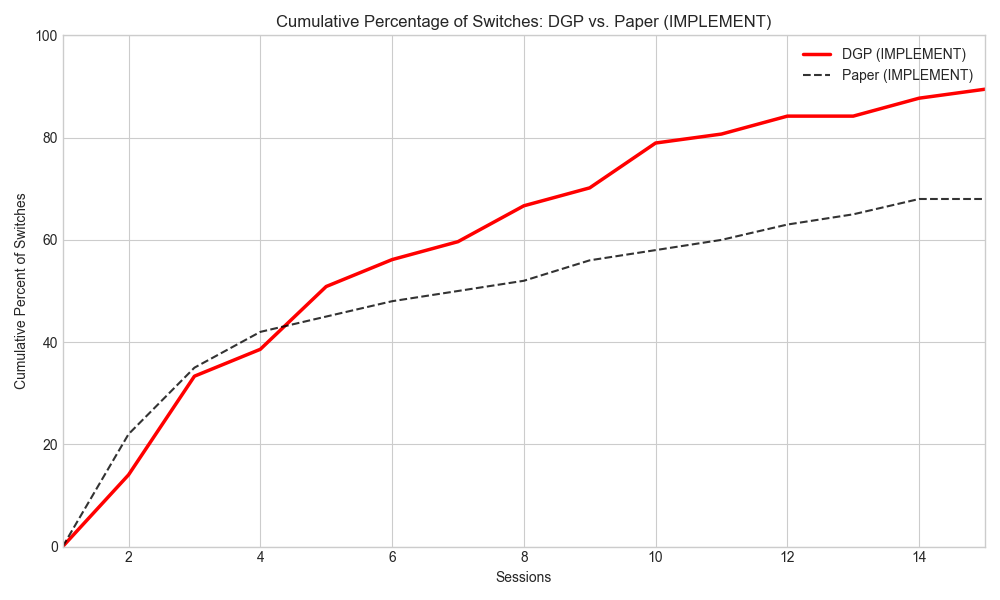 Cumulative Percentage of Switches: DGP vs. Paper (IMPLEMENT)
DGP (IMPLEMENT)
Paper (IMPLEMENT)
Cumulative Percent of Switches
100
80
60
40
20
0
2 4 6 8 10 12 14
Sessions